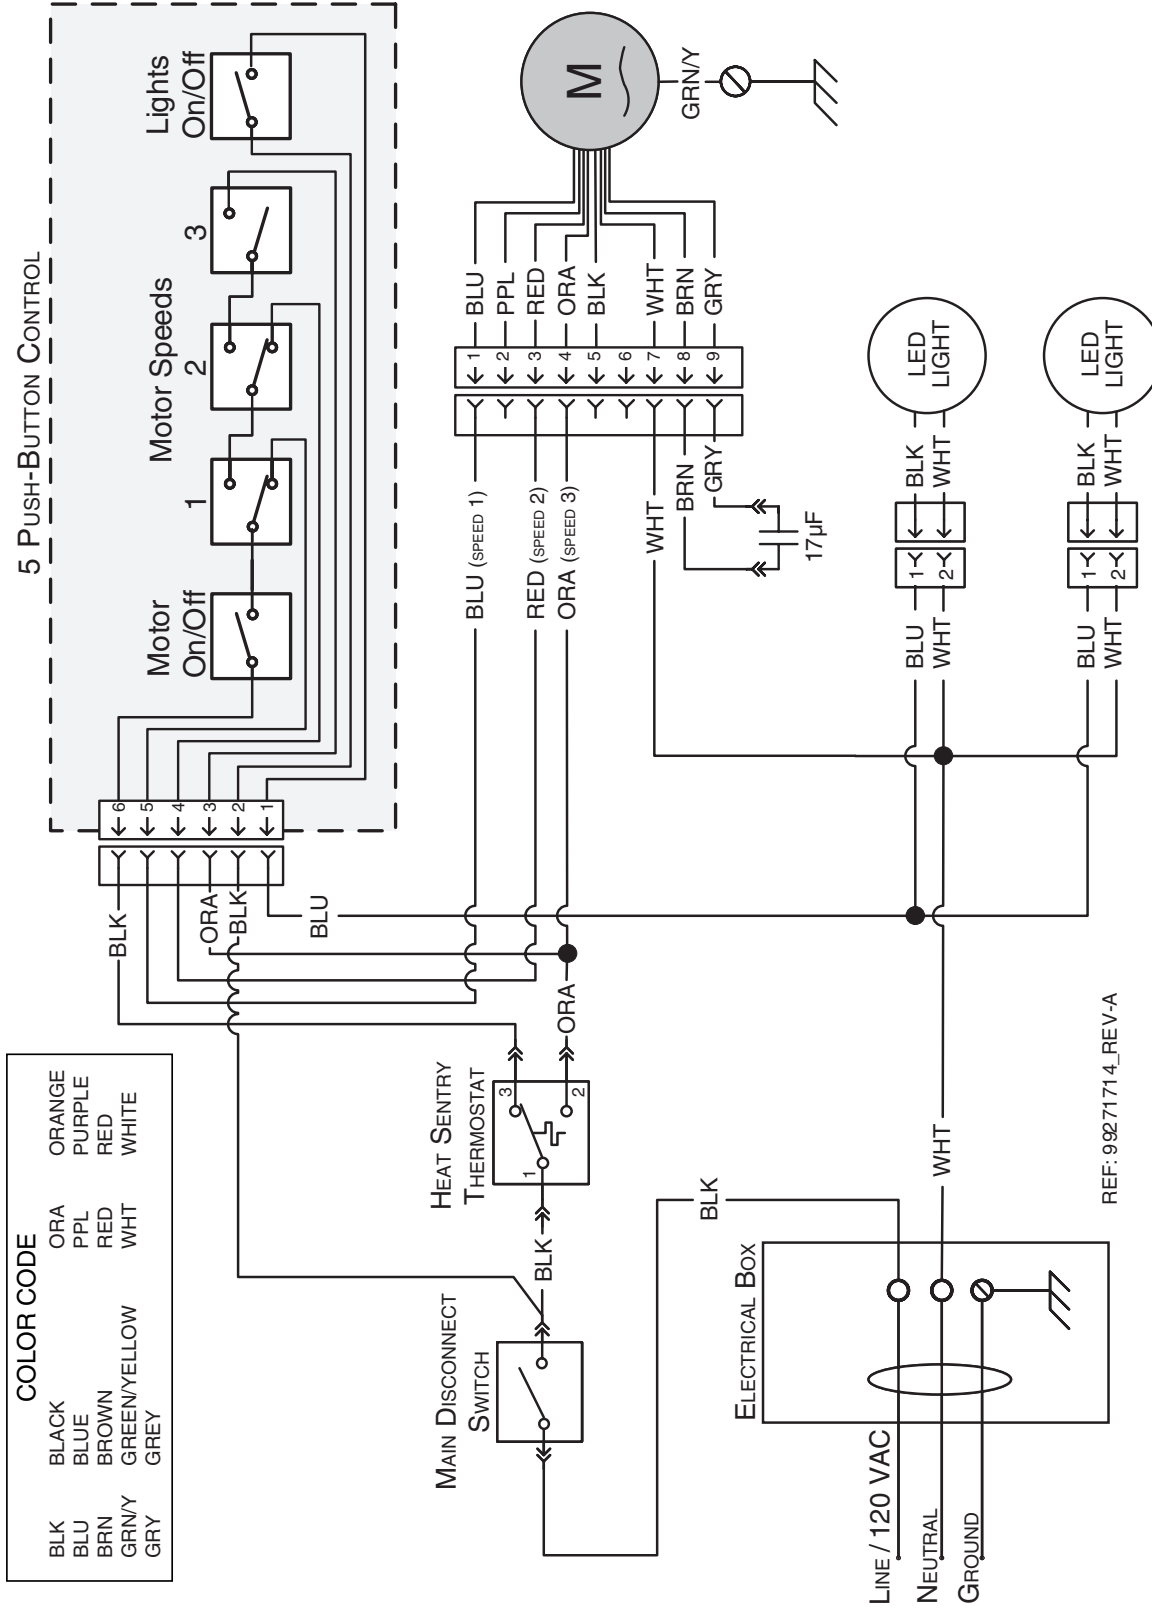 5 PUSH-BUTTON CONTROL
Motor
On/Off
Motor Speeds
1
2
3
Lights
On/Off
6
5
4
3
2
1
BLK
ORA
BLK
BLU
COLOR CODE
BLK BLACK ORA ORANGE
BLU BLUE PPL PURPLE
BRN BROWN RED RED
GRN/Y GREEN/YELLOW WHT WHITE
GRY GREY
M
GRN/Y
BLU
PPL
RED
ORA
BLK
WHT
BRN
GRY
1
2
3
4
5
6
7
8
9
BLU (SPEED 1)
RED (SPEED 2)
ORA (SPEED 3)
WHT
BRN
GRY
17µF
HEAT SENTRY
THERMOSTAT
1
3
2
ORA
BLK
MAIN DISCONNECT
SWITCH
BLK
WHT
LED
LIGHT
BLK
WHT
1
2
BLU
WHT
LED
LIGHT
BLK
WHT
1
2
BLU
WHT
ELECTRICAL BOX
LINE / 120 VAC
NEUTRAL
GROUND
REF: 99271714_REV-A